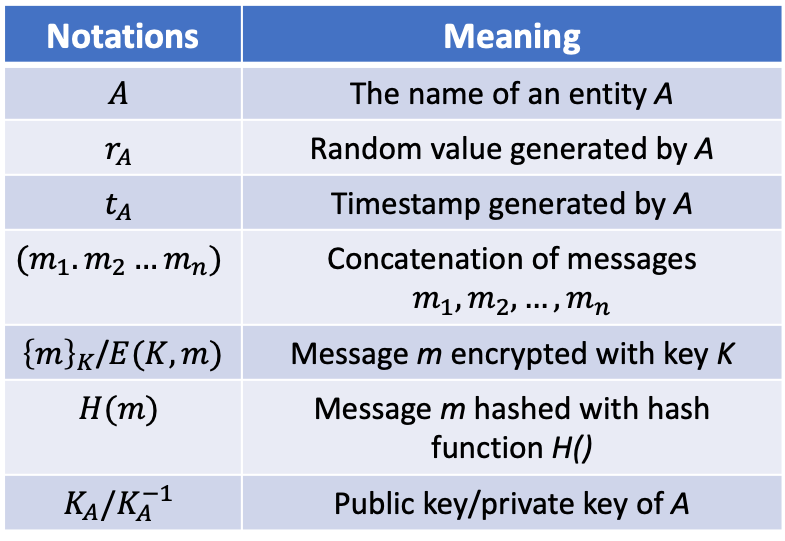 Notations Meaning
A The name of an entity A
r_A Random value generated by A
t_A Timestamp generated by A
(m_1. m_2 … m_n) Concatenation of messages
m_1, m_2, …, m_n
{m}_K/E(K, m) Message m encrypted with key K
H(m) Message m hashed with hash
function H()
K_A/K_A^{-1} Public key/private key of A